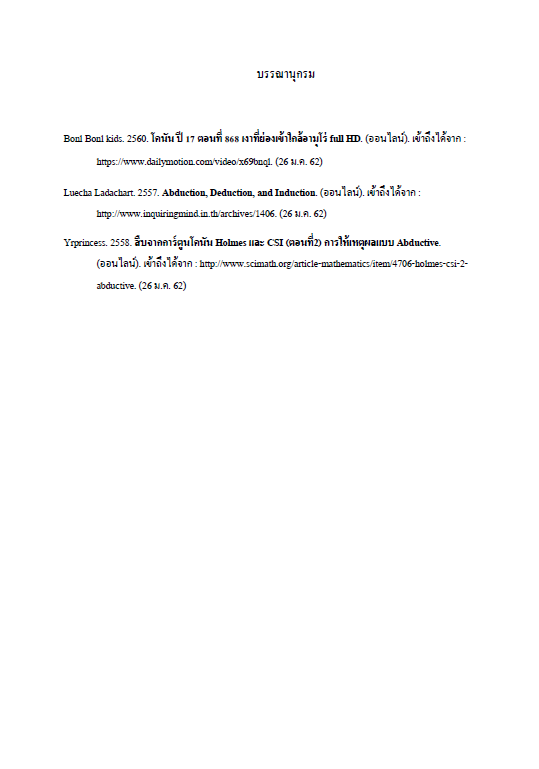 บรรณานุกรม
Bonl Bonl kids. 2560. โคนัน ปี 17 ตอนที่ 868 เงาที่ย่องเข้าใกล้อามุโร่ full HD. (ออนไลน์). เข้าถึงได้จาก :
https://www.dailymotion.com/video/x69bnql. (26 ม.ค. 62)
Luecha Ladachart. 2557. Abduction, Deduction, and Induction. (ออนไลน์). เข้าถึงได้จาก :
http://www.inquiringmind.in.th/archives/1406. (26 ม.ค. 62)
Yrprincess. 2558. สืบจากการ์ตูนโคนัน Holmes และ CSI (ตอนที่2) การให้เหตุผลแบบ Abductive.
(ออนไลน์). เข้าถึงได้จาก : http://www.scimath.org/article-mathematics/item/4706-holmes-csi-2-
abductive. (26 ม.ค. 62)